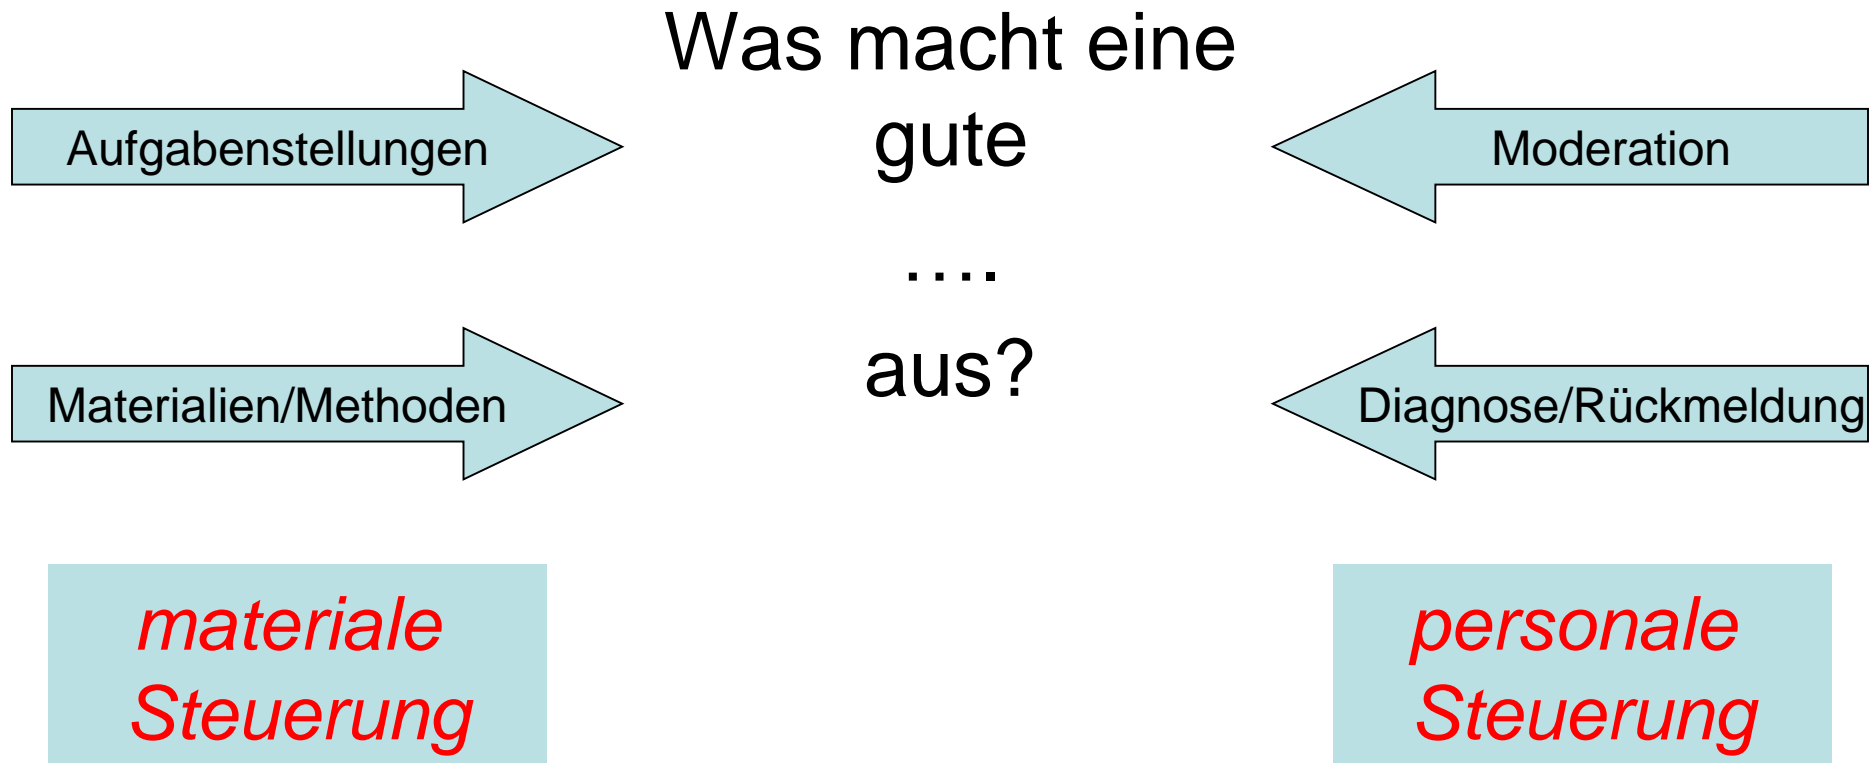 Was macht eine
gute
….
aus?
Aufgabenstellungen
Materialien/Methoden
Moderation
Diagnose/Rückmeldung
materiale
Steuerung
personale
Steuerung